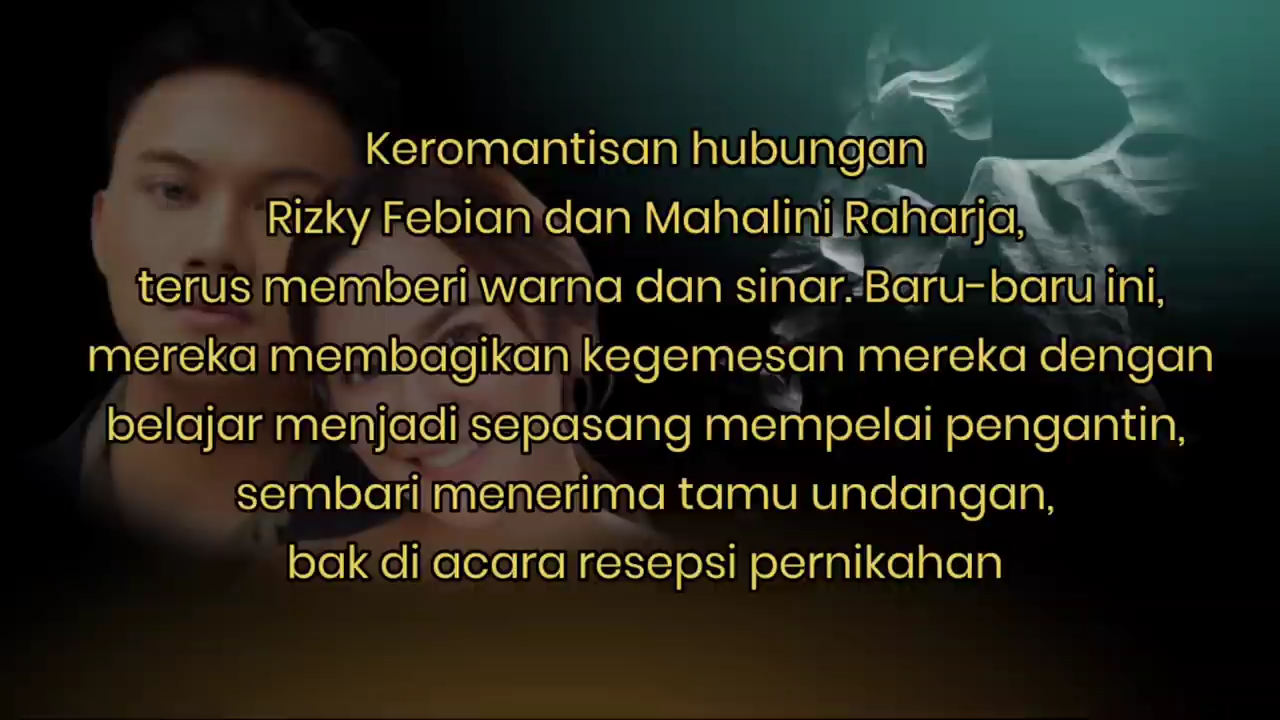 Keromantisan hubungan
Rizky Febian dan Mahalini Raharja,
terus memberi warna dan sinar. Baru-baru ini,
mereka membagikan kegemesan mereka dengan
belajar menjadi sepasang mempelai pengantin,
sembari menerima tamu undangan,
bak di acara resepsi pernikahan